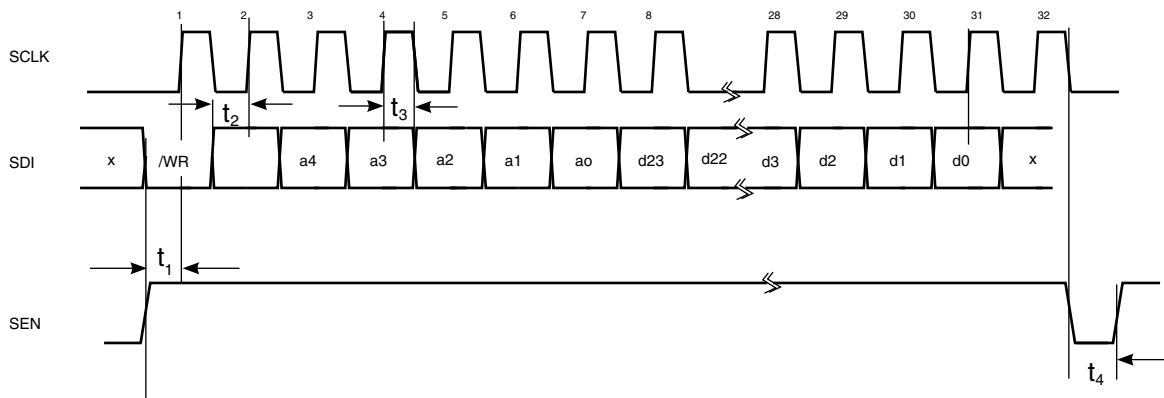 1 2 3 4 5 6 7 8 28 29 30 31 32
SCLK
t2 t3
SDI x /WR a4 a3 a2 a1 ao d23 d22 d3 d2 d1 d0 x
t1
SEN
t4